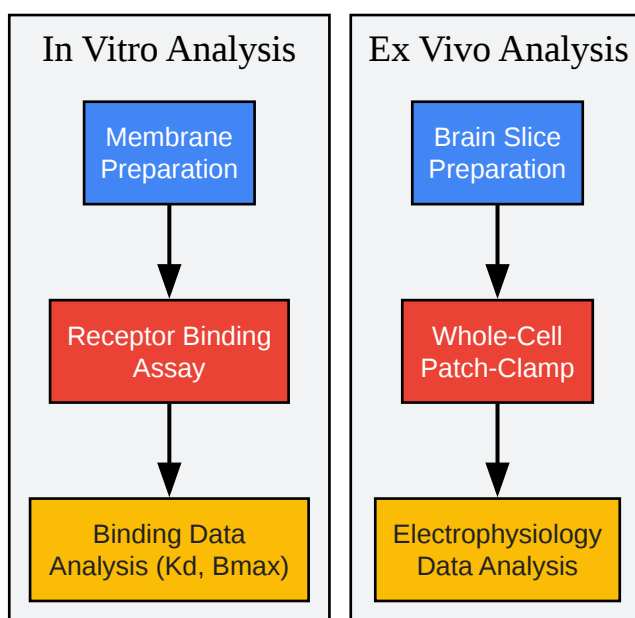 In Vitro Analysis
Membrane
Preparation
Receptor Binding
Assay
Binding Data
Analysis (Kd, Bmax)
Ex Vivo Analysis
Brain Slice
Preparation
Whole-Cell
Patch-Clamp
Electrophysiology
Data Analysis